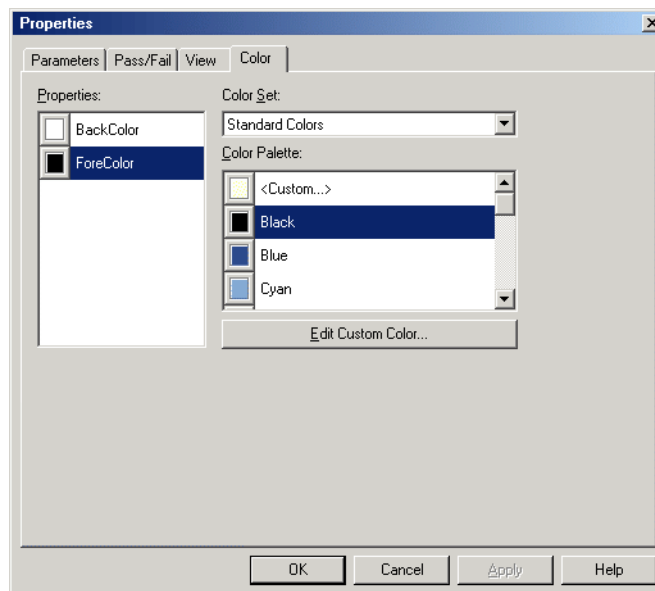 Properties
Parameters Pass/Fail View Color
Properties:
BackColor
ForeColor
Color Set:
Standard Colors
Color Palette:
<Custom...>
Black
Blue
Cyan
Edit Custom Color...
OK Cancel Apply Help